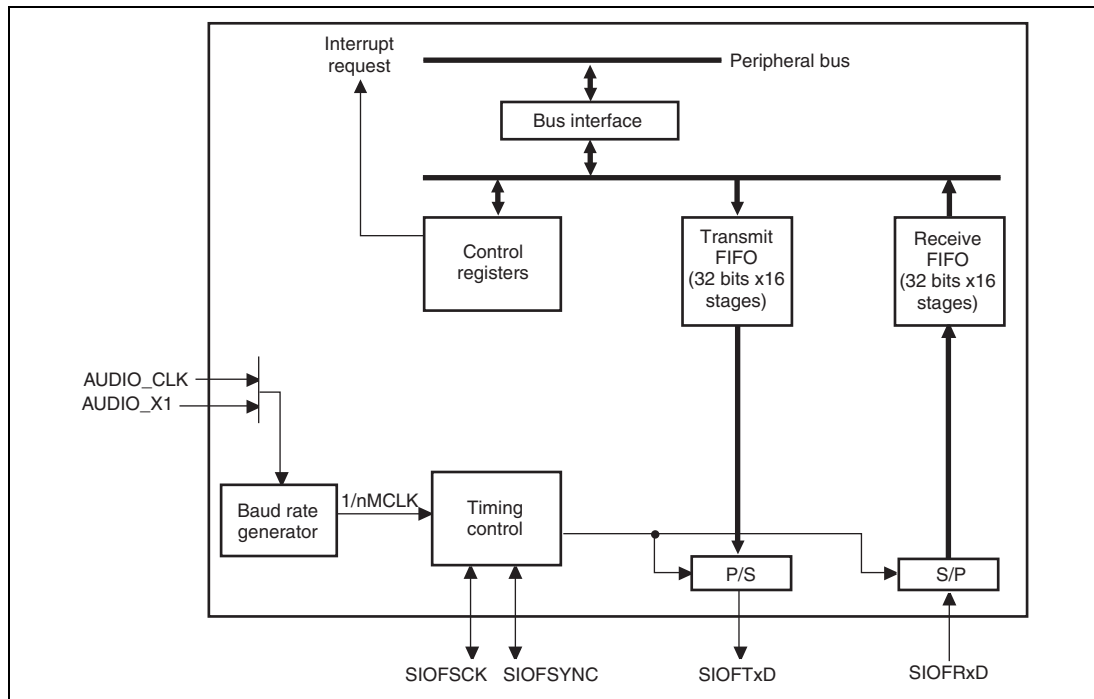 Interrupt
request
Peripheral bus
Bus interface
Control
registers
Transmit
FIFO
(32 bits x16
stages)
Receive
FIFO
(32 bits x16
stages)
AUDIO_CLK
AUDIO_X1
Baud rate
generator
1/nMCLK
Timing
control
P/S
S/P
SIOFSCK
SIOFSYNC
SIOFTxD
SIOFRxD